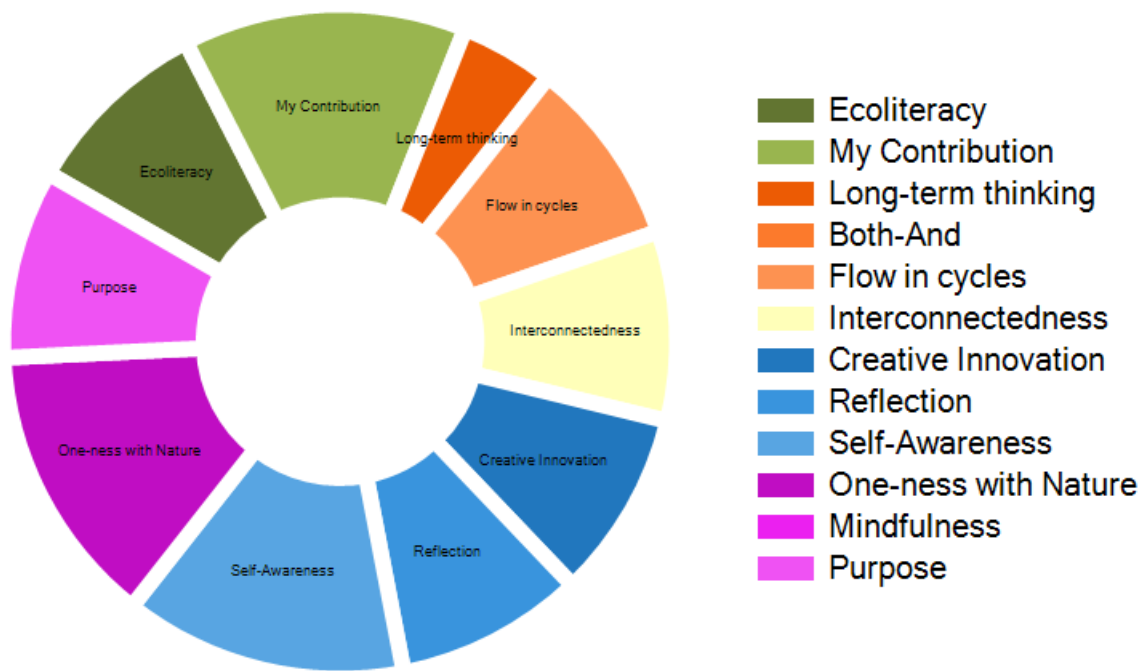 My Contribution
Long-term thinking
Ecoliteracy
Flow in cycles
Purpose
Interconnectedness
One-ness with Nature
Creative Innovation
Reflection
Self-Awareness
Ecoliteracy
My Contribution
Long-term thinking
Both-And
Flow in cycles
Interconnectedness
Creative Innovation
Reflection
Self-Awareness
One-ness with Nature
Mindfulness
Purpose